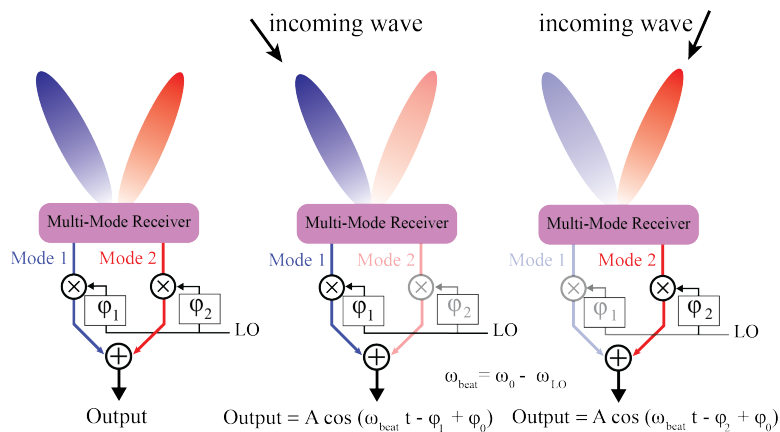 incoming wave
incoming wave
Multi-Mode Receiver
Multi-Mode Receiver
Multi-Mode Receiver
Mode 1
Mode 2
Mode 1
Mode 2
Mode 1
Mode 2
φ1
φ2
LO
φ1
φ2
LO
φ1
φ2
LO
ωbeat = ω0 - ωLO
Output
Output = A cos (ωbeat t - φ1 + φ0)
Output = A cos (ωbeat t - φ2 + φ0)